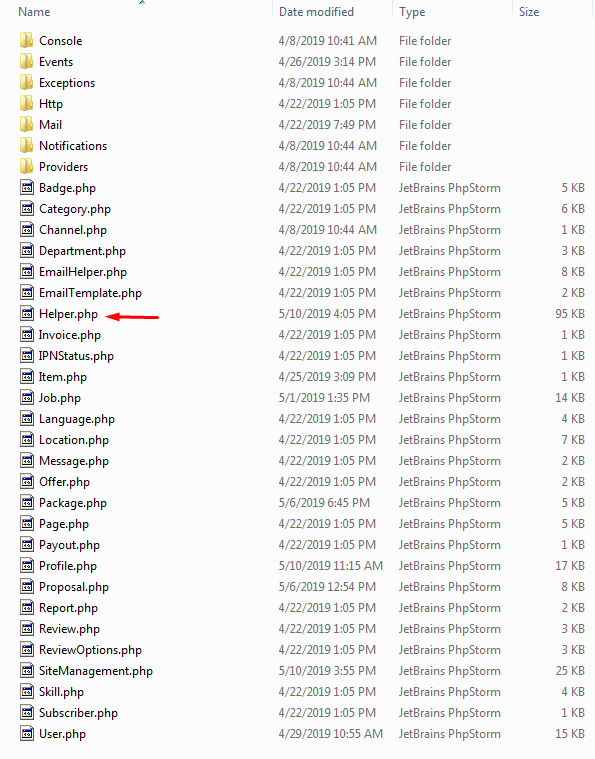 Name Date modified Type Size
Console 4/8/2019 10:41 AM File folder
Events 4/26/2019 3:14 PM File folder
Exceptions 4/8/2019 10:44 AM File folder
Http 4/22/2019 1:05 PM File folder
Mail 4/22/2019 7:49 PM File folder
Notifications 4/8/2019 10:44 AM File folder
Providers 4/8/2019 10:44 AM File folder
Badge.php 4/22/2019 1:05 PM JetBrains PhpStorm 5 KB
Category.php 4/22/2019 1:05 PM JetBrains PhpStorm 6 KB
Channel.php 4/8/2019 10:44 AM JetBrains PhpStorm 1 KB
Department.php 4/22/2019 1:05 PM JetBrains PhpStorm 3 KB
EmailHelper.php 4/22/2019 1:05 PM JetBrains PhpStorm 8 KB
EmailTemplate.php 4/22/2019 1:05 PM JetBrains PhpStorm 2 KB
Helper.php 5/10/2019 4:05 PM JetBrains PhpStorm 95 KB
Invoice.php 4/22/2019 1:05 PM JetBrains PhpStorm 1 KB
IPNStatus.php 4/22/2019 1:05 PM JetBrains PhpStorm 1 KB
Item.php 4/25/2019 3:09 PM JetBrains PhpStorm 1 KB
Job.php 5/1/2019 1:35 PM JetBrains PhpStorm 14 KB
Language.php 4/22/2019 1:05 PM JetBrains PhpStorm 4 KB
Location.php 4/22/2019 1:05 PM JetBrains PhpStorm 7 KB
Message.php 4/22/2019 1:05 PM JetBrains PhpStorm 2 KB
Offer.php 4/22/2019 1:05 PM JetBrains PhpStorm 2 KB
Package.php 5/6/2019 6:45 PM JetBrains PhpStorm 5 KB
Page.php 4/22/2019 1:05 PM JetBrains PhpStorm 5 KB
Payout.php 4/22/2019 1:05 PM JetBrains PhpStorm 1 KB
Profile.php 5/10/2019 11:15 AM JetBrains PhpStorm 17 KB
Proposal.php 5/6/2019 12:54 PM JetBrains PhpStorm 8 KB
Report.php 4/22/2019 1:05 PM JetBrains PhpStorm 2 KB
Review.php 4/22/2019 1:05 PM JetBrains PhpStorm 3 KB
ReviewOptions.php 4/22/2019 1:05 PM JetBrains PhpStorm 3 KB
SiteManagement.php 5/10/2019 3:55 PM JetBrains PhpStorm 25 KB
Skill.php 4/22/2019 1:05 PM JetBrains PhpStorm 4 KB
Subscriber.php 4/22/2019 1:05 PM JetBrains PhpStorm 1 KB
User.php 4/29/2019 10:55 AM JetBrains PhpStorm 15 KB